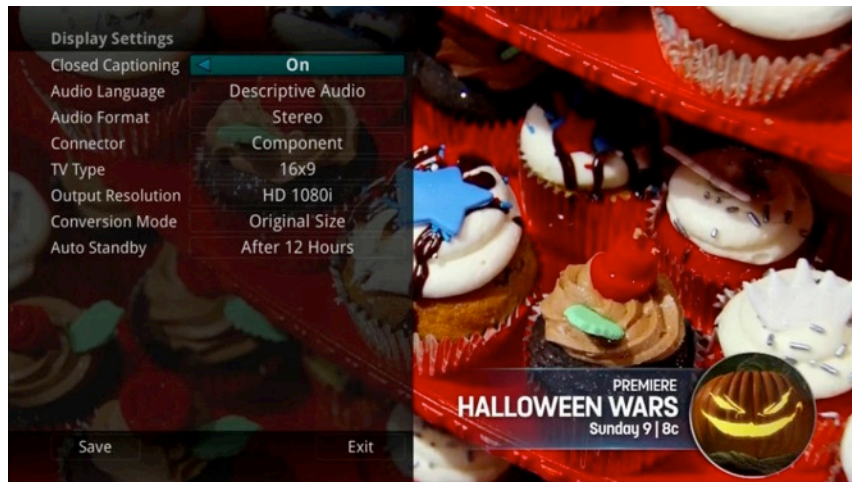 Display Settings
Closed Captioning On
Audio Language Descriptive Audio
Audio Format Stereo
Connector Component
TV Type 16x9
Output Resolution HD 1080i
Conversion Mode Original Size
Auto Standby After 12 Hours
PREMIERE
HALLOWEEN WARS
Sunday 9 | 8c
Save Exit